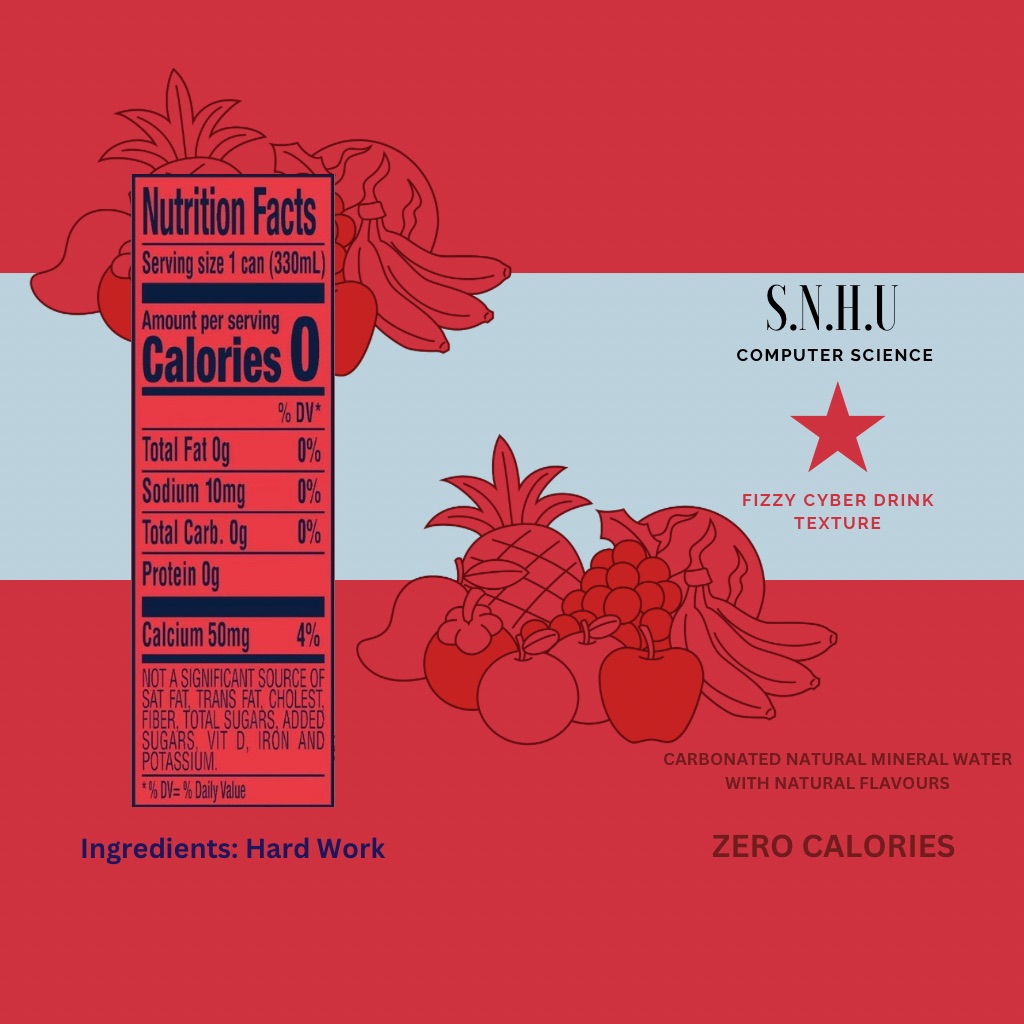 Nutrition Facts
Serving size 1 can (330mL)
Amount per serving
Calories 0
% DV*
Total Fat 0g 0%
Sodium 10mg 0%
Total Carb. 0g 0%
Protein 0g
Calcium 50mg 4%
NOT A SIGNIFICANT SOURCE OF
SAT FAT, TRANS FAT, CHOLEST,
FIBER, TOTAL SUGARS, ADDED
SUGARS, VIT D, IRON AND
POTASSIUM.
* % DV= % Daily Value
Ingredients: Hard Work
S.N.H.U
COMPUTER SCIENCE
FIZZY CYBER DRINK
TEXTURE
CARBONATED NATURAL MINERAL WATER
WITH NATURAL FLAVOURS
ZERO CALORIES